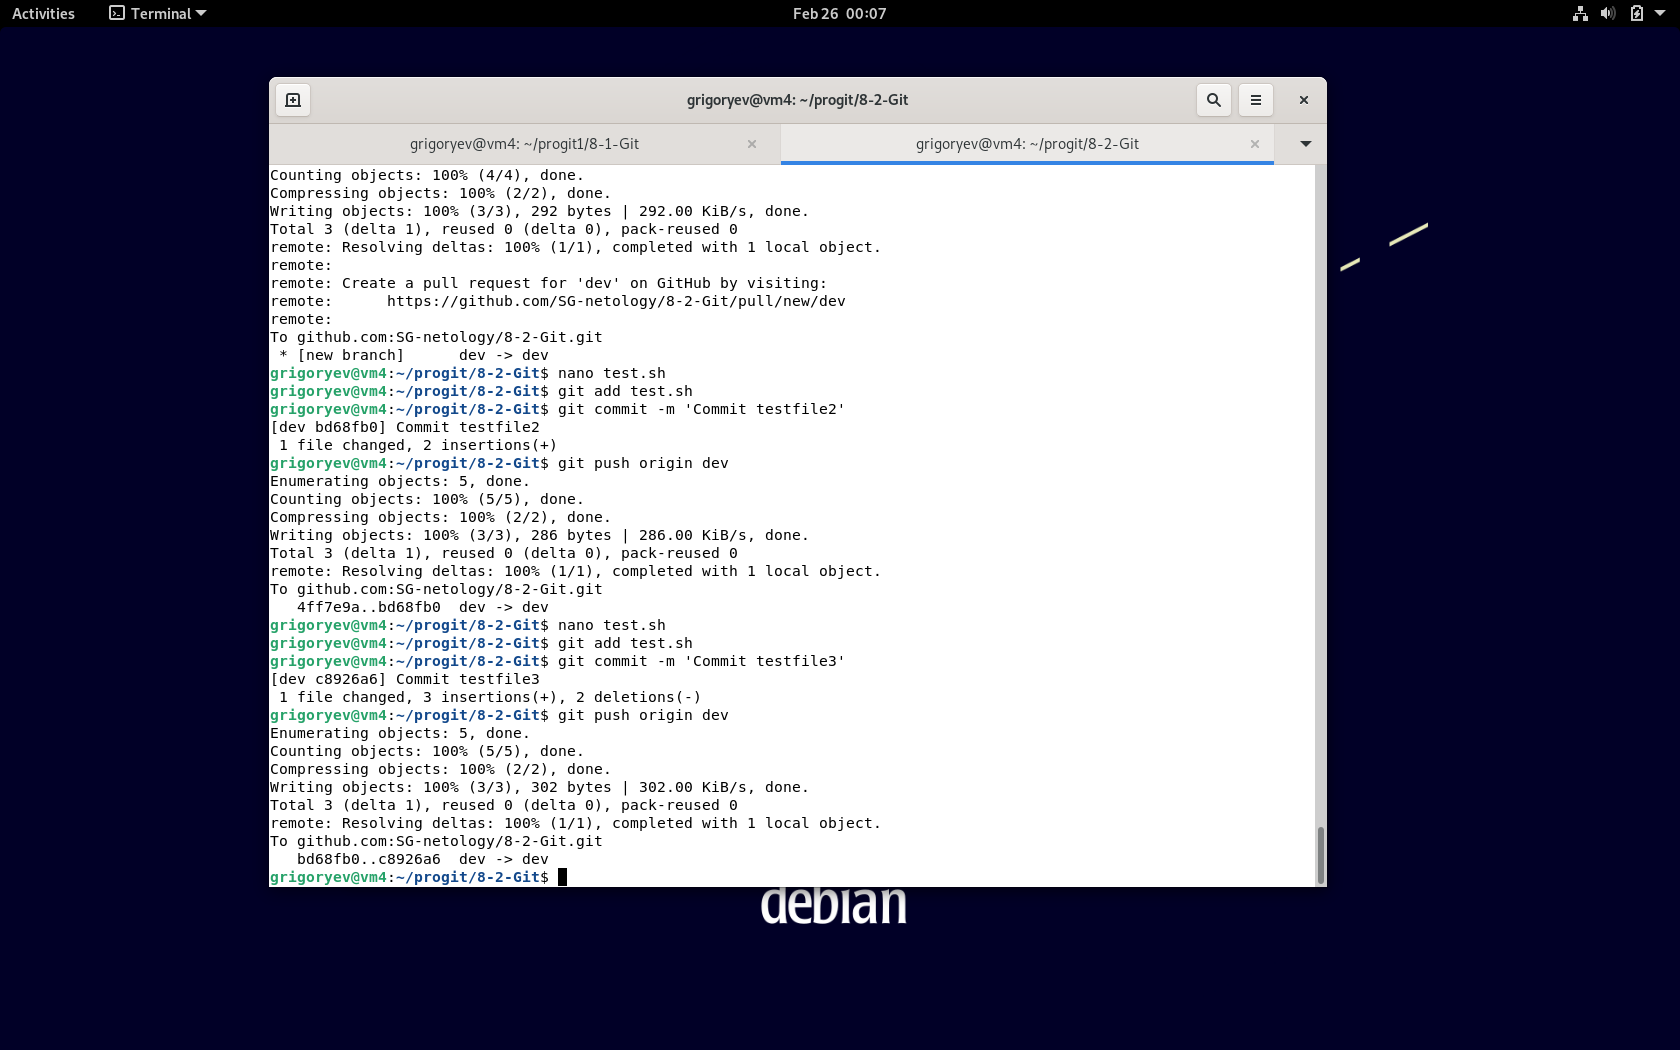 Activities
Terminal
Feb 26  00:07
grigoryev@vm4: ~/progit/8-2-Git
grigoryev@vm4: ~/progit1/8-1-Git
grigoryev@vm4: ~/progit/8-2-Git
Counting objects: 100% (4/4), done.
Compressing objects: 100% (2/2), done.
Writing objects: 100% (3/3), 292 bytes | 292.00 KiB/s, done.
Total 3 (delta 1), reused 0 (delta 0), pack-reused 0
remote: Resolving deltas: 100% (1/1), completed with 1 local object.
remote:
remote: Create a pull request for 'dev' on GitHub by visiting:
remote:      https://github.com/SG-netology/8-2-Git/pull/new/dev
remote:
To github.com:SG-netology/8-2-Git.git
 * [new branch]      dev -> dev
grigoryev@vm4:~/progit/8-2-Git$ nano test.sh
grigoryev@vm4:~/progit/8-2-Git$ git add test.sh
grigoryev@vm4:~/progit/8-2-Git$ git commit -m 'Commit testfile2'
[dev bd68fb0] Commit testfile2
 1 file changed, 2 insertions(+)
grigoryev@vm4:~/progit/8-2-Git$ git push origin dev
Enumerating objects: 5, done.
Counting objects: 100% (5/5), done.
Compressing objects: 100% (2/2), done.
Writing objects: 100% (3/3), 286 bytes | 286.00 KiB/s, done.
Total 3 (delta 1), reused 0 (delta 0), pack-reused 0
remote: Resolving deltas: 100% (1/1), completed with 1 local object.
To github.com:SG-netology/8-2-Git.git
   4ff7e9a..bd68fb0  dev -> dev
grigoryev@vm4:~/progit/8-2-Git$ nano test.sh
grigoryev@vm4:~/progit/8-2-Git$ git add test.sh
grigoryev@vm4:~/progit/8-2-Git$ git commit -m 'Commit testfile3'
[dev c8926a6] Commit testfile3
 1 file changed, 3 insertions(+), 2 deletions(-)
grigoryev@vm4:~/progit/8-2-Git$ git push origin dev
Enumerating objects: 5, done.
Counting objects: 100% (5/5), done.
Compressing objects: 100% (2/2), done.
Writing objects: 100% (3/3), 302 bytes | 302.00 KiB/s, done.
Total 3 (delta 1), reused 0 (delta 0), pack-reused 0
remote: Resolving deltas: 100% (1/1), completed with 1 local object.
To github.com:SG-netology/8-2-Git.git
   bd68fb0..c8926a6  dev -> dev
grigoryev@vm4:~/progit/8-2-Git$
debian